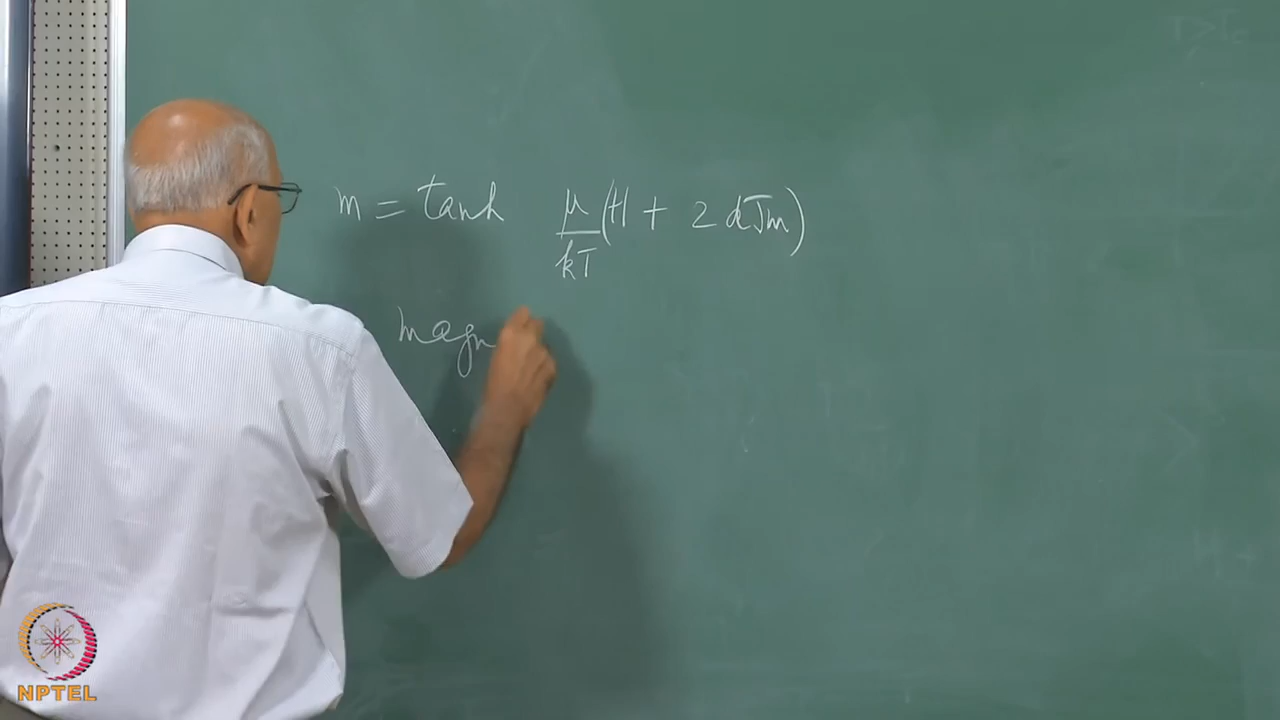 m = tanh μ/kT (H + 2dJm)
magn
NPTEL